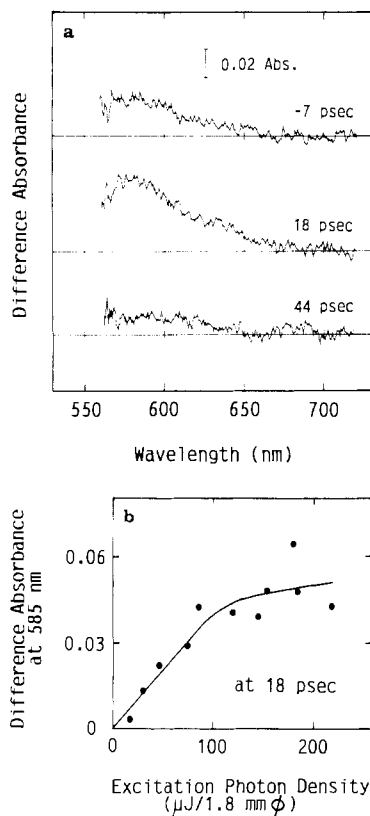 a
0.02 Abs.
-7 psec
18 psec
44 psec
Difference Absorbance
550 600 650 700
Wavelength (nm)
b
0.06
0.03
0
Difference Absorbance
at 585 nm
at 18 psec
0 100 200
Excitation Photon Density
(μJ/1.8 mmϕ)